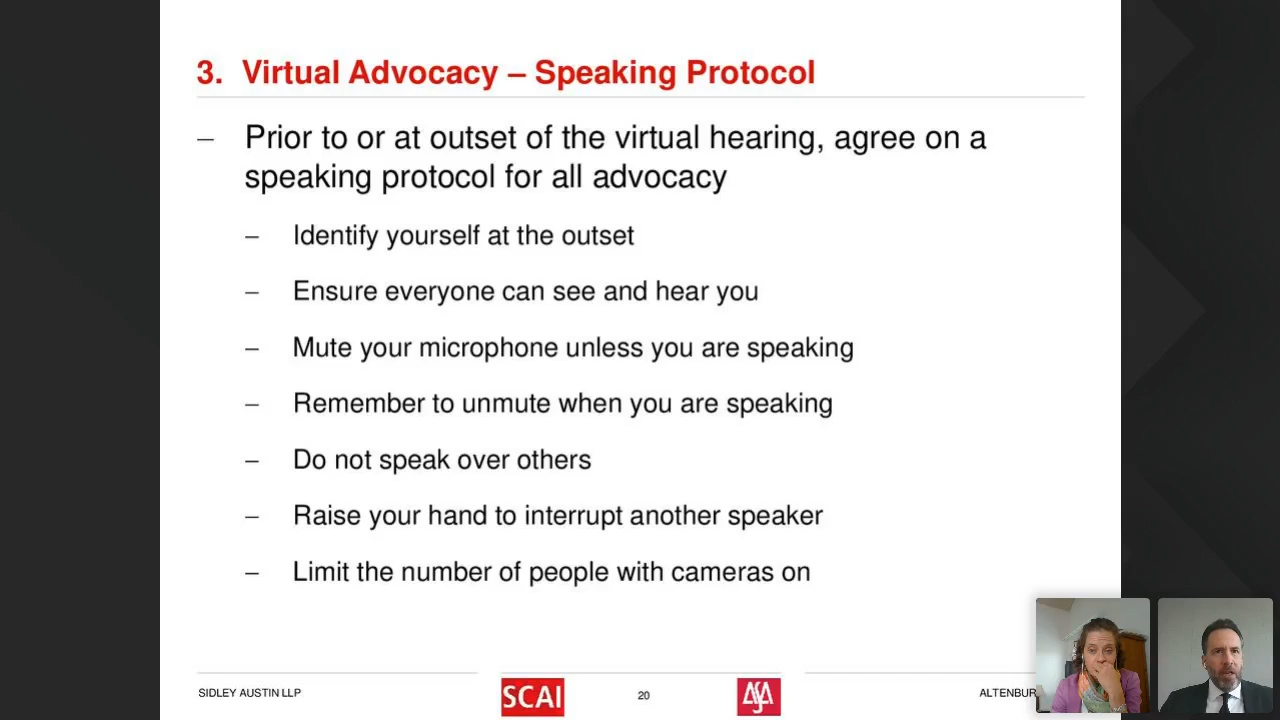 3. Virtual Advocacy – Speaking Protocol
– Prior to or at outset of the virtual hearing, agree on a
speaking protocol for all advocacy
– Identify yourself at the outset
– Ensure everyone can see and hear you
– Mute your microphone unless you are speaking
– Remember to unmute when you are speaking
– Do not speak over others
– Raise your hand to interrupt another speaker
– Limit the number of people with cameras on
SIDLEY AUSTIN LLP
SCAI
20
ASA